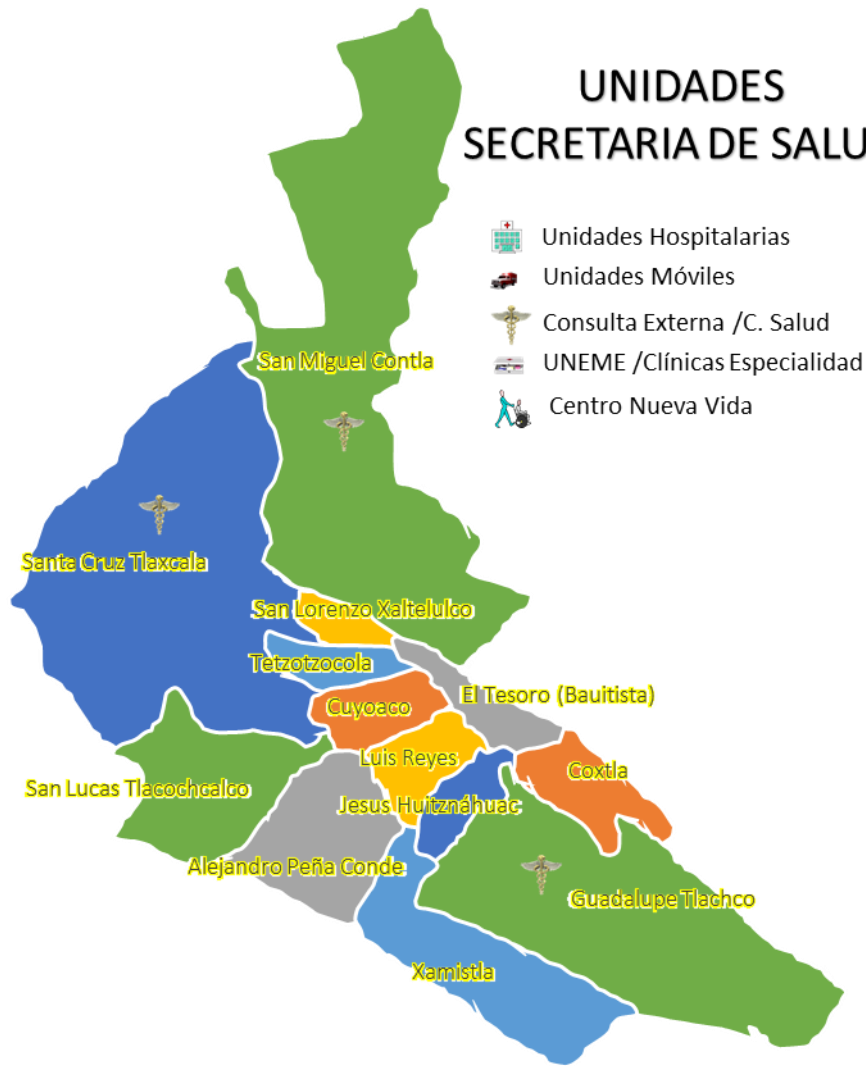 UNIDADES
SECRETARIA DE SALU
Unidades Hospitalarias
Unidades Móviles
Consulta Externa /C. Salud
UNEME /Clínicas Especialidad
Centro Nueva Vida
San Miguel Contla
Santa Cruz Tlaxcala
San Lorenzo Xaltelulco
Tetzotzocola
El Tesoro (Bauitista)
Cuyoaco
Luis Reyes
Coxtla
San Lucas Tlacochcalco
Jesus Huitznáhuac
Alejandro Peña Conde
Guadalupe Tlachco
Xamistla